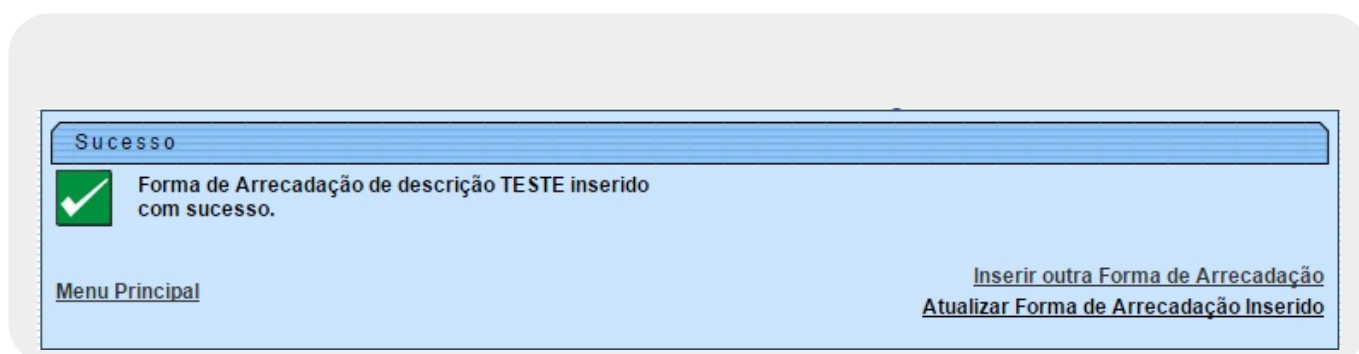 Sucesso
Forma de Arrecadação de descrição TESTE inserido
com sucesso.
Inserir outra Forma de Arrecadação
Menu Principal
Atualizar Forma de Arrecadação Inserido